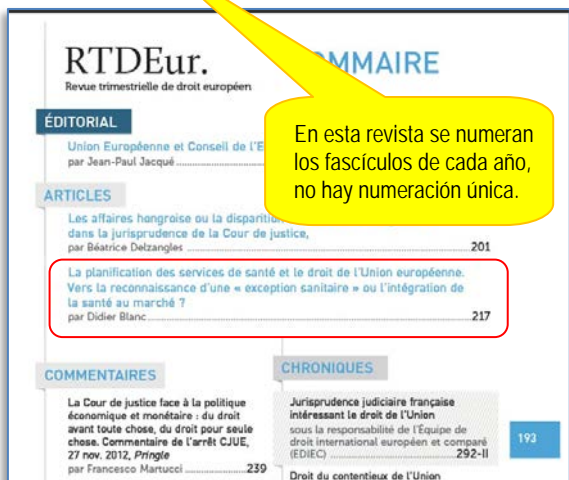 RTDEur.
Revue trimestrielle de droit européen
MMAIRE
En esta revista se numeran
los fascículos de cada año,
no hay numeración única.
ÉDITORIAL
Union Européenne et Conseil de l'E
par Jean-Paul Jacqué
ARTICLES
Les affaires hongroise ou la disparitio
dans la jurisprudence de la Cour de justice,
par Béatrice Delzangles 201
La planification des services de santé et le droit de l'Union européenne.
Vers la reconnaissance d'une « exception sanitaire » ou l'intégration de
la santé au marché ?
par Didier Blanc 217
COMMENTAIRES
La Cour de justice face à la politique
économique et monétaire : du droit
avant toute chose, du droit pour seule
chose. Commentaire de l'arrêt CJUE,
27 nov. 2012, Pringle
par Francesco Martucci 239
CHRONIQUES
Jurisprudence judiciaire française
intéressant le droit de l'Union
sous la responsabilité de l'Équipe de
droit international européen et comparé
(EDIEC) 292-II
Droit du contentieux de l'Union
193